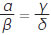 α/β = γ/δ